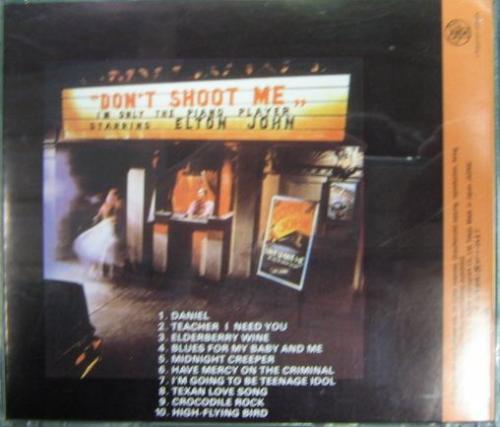 "DON'T SHOOT ME"
I'M ONLY THE PIANO PLAYER
STARRING ELTON JOHN
1. DANIEL
2. TEACHER I NEED YOU
3. ELDERBERRY WINE
4. BLUES FOR MY BABY AND ME
5. MIDNIGHT CREEPER
6. HAVE MERCY ON THE CRIMINAL
7. I'M GOING TO BE TEENAGE IDOL
8. TEXAN LOVE SONG
9. CROCODILE ROCK
10. HIGH-FLYING BIRD